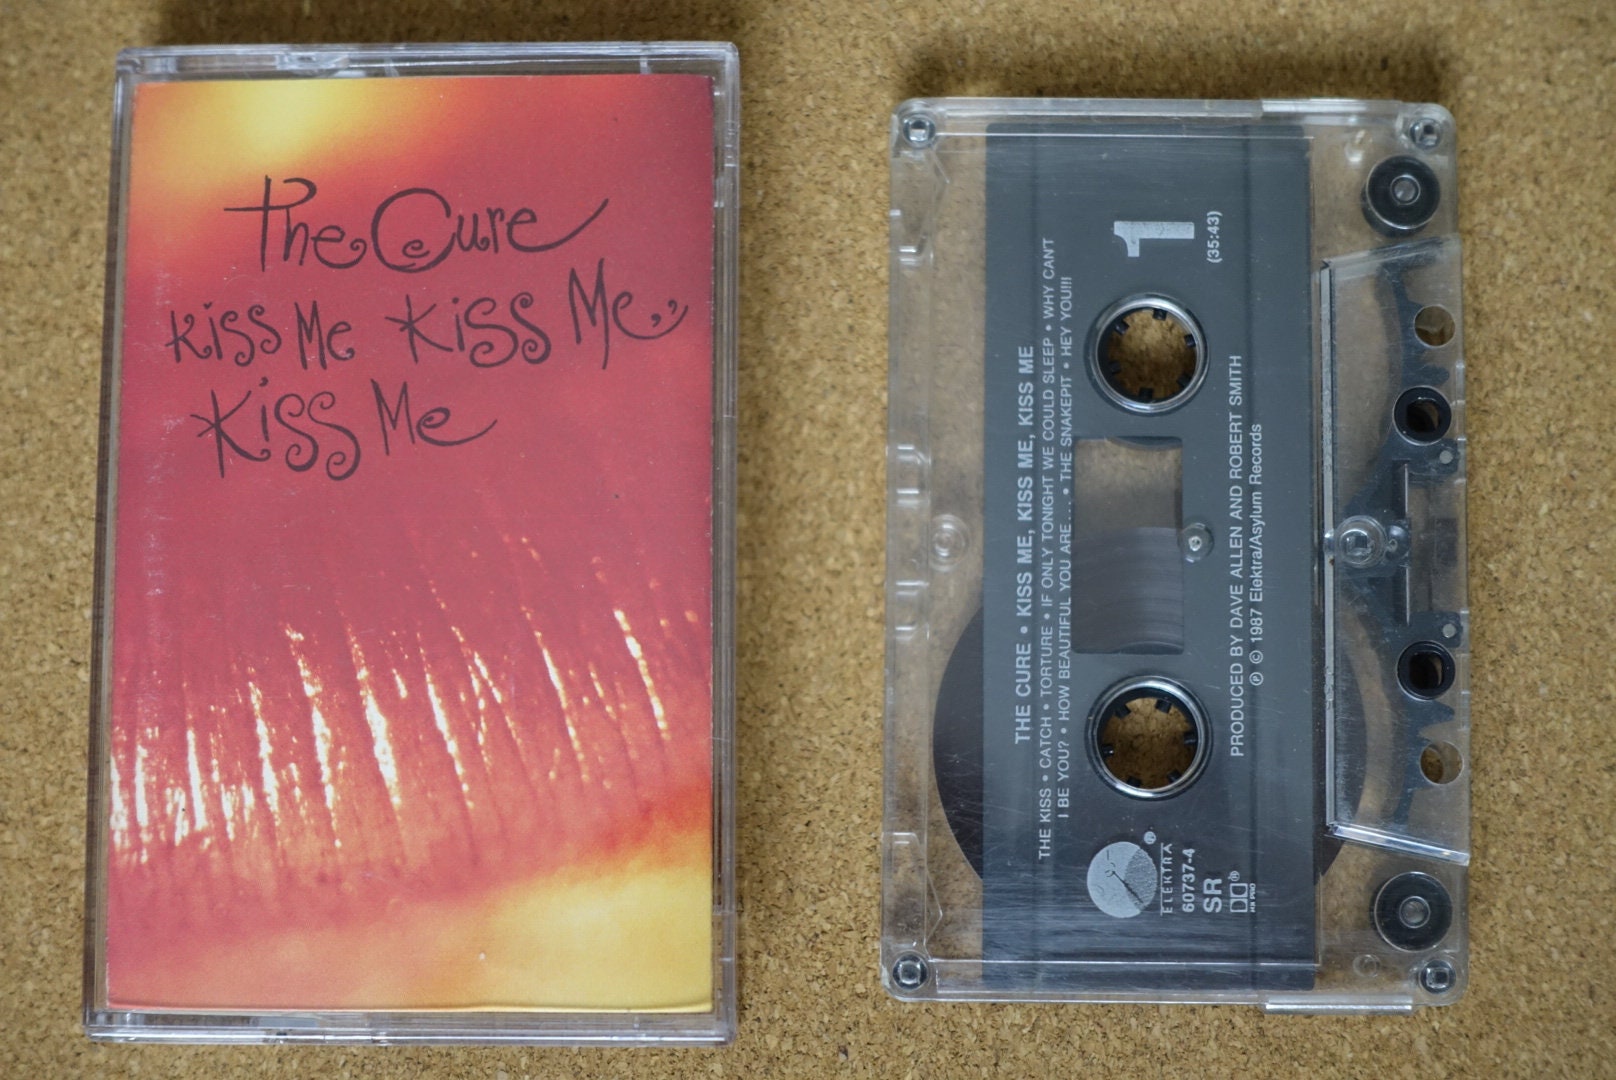 The Cure
Kiss Me Kiss Me,,
Kiss Me
1
(35:43)
THE CURE • KISS ME, KISS ME, KISS ME
THE KISS • CATCH • TORTURE • IF ONLY TONIGHT WE COULD SLEEP • WHY CAN'T
I BE YOU? • HOW BEAUTIFUL YOU ARE . . . • THE SNAKEPIT • HEY YOU!!!
PRODUCED BY DAVE ALLEN AND ROBERT SMITH
℗ © 1987 Elektra/Asylum Records
ELEKTRA®
60737-4
SR
®
HX PRO